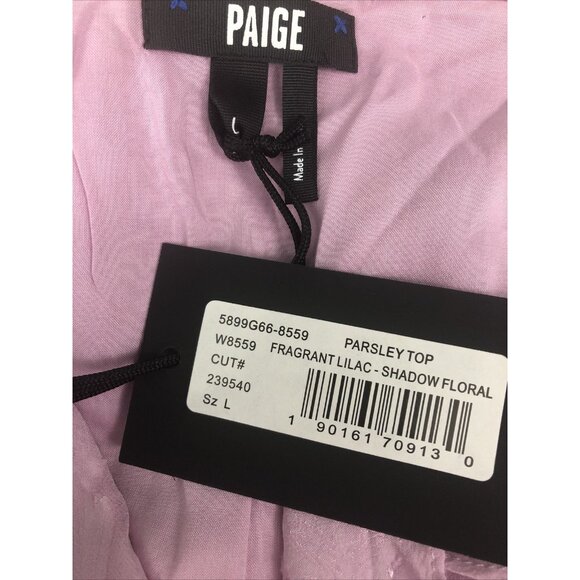 PAIGE
L
Made In
5899G66-8559 PARSLEY TOP
W8559 FRAGRANT LILAC - SHADOW FLORAL
CUT#
239540
Sz L
1 90161 70913 0